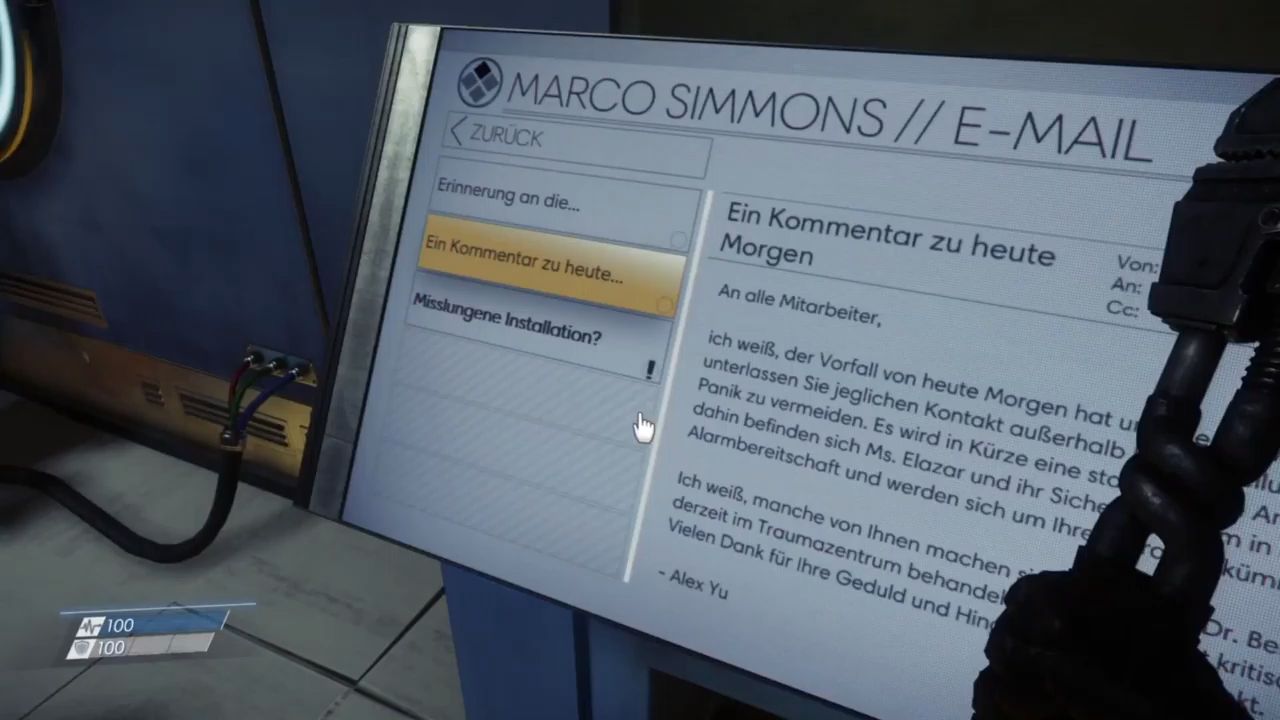 MARCO SIMMONS // E-MAIL
ZURÜCK
Erinnerung an die...
Ein Kommentar zu heute...
Misslungene Installation?
!
Ein Kommentar zu heute
Morgen
Von:
An:
Cc:
An alle Mitarbeiter,
ich weiß, der Vorfall von heute Morgen hat
unterlassen Sie jeglichen Kontakt außerhalb
Panik zu vermeiden. Es wird in Kürze eine
dahin befinden sich Ms. Elazar und ihr
Alarmbereitschaft und werden sich um
Ich weiß, manche von Ihnen machen
derzeit im Traumazentrum
Vielen Dank für Ihre Geduld und
- Alex Yu
Dr.
100
100